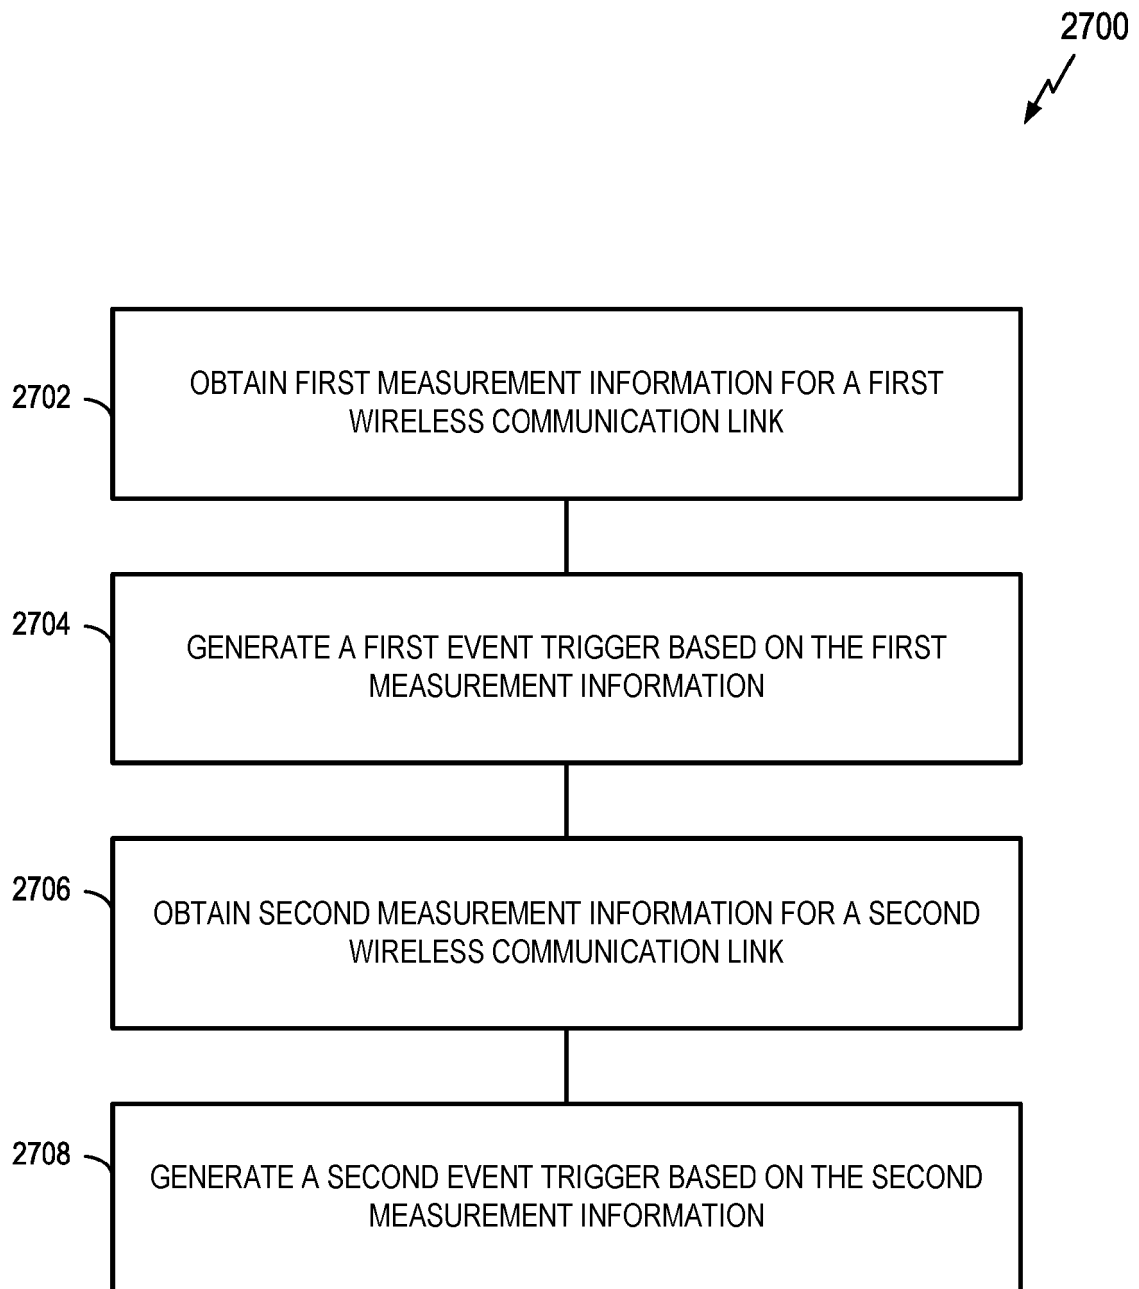 2700
2702
OBTAIN FIRST MEASUREMENT INFORMATION FOR A FIRST
WIRELESS COMMUNICATION LINK
2704
GENERATE A FIRST EVENT TRIGGER BASED ON THE FIRST
MEASUREMENT INFORMATION
2706
OBTAIN SECOND MEASUREMENT INFORMATION FOR A SECOND
WIRELESS COMMUNICATION LINK
2708
GENERATE A SECOND EVENT TRIGGER BASED ON THE SECOND
MEASUREMENT INFORMATION